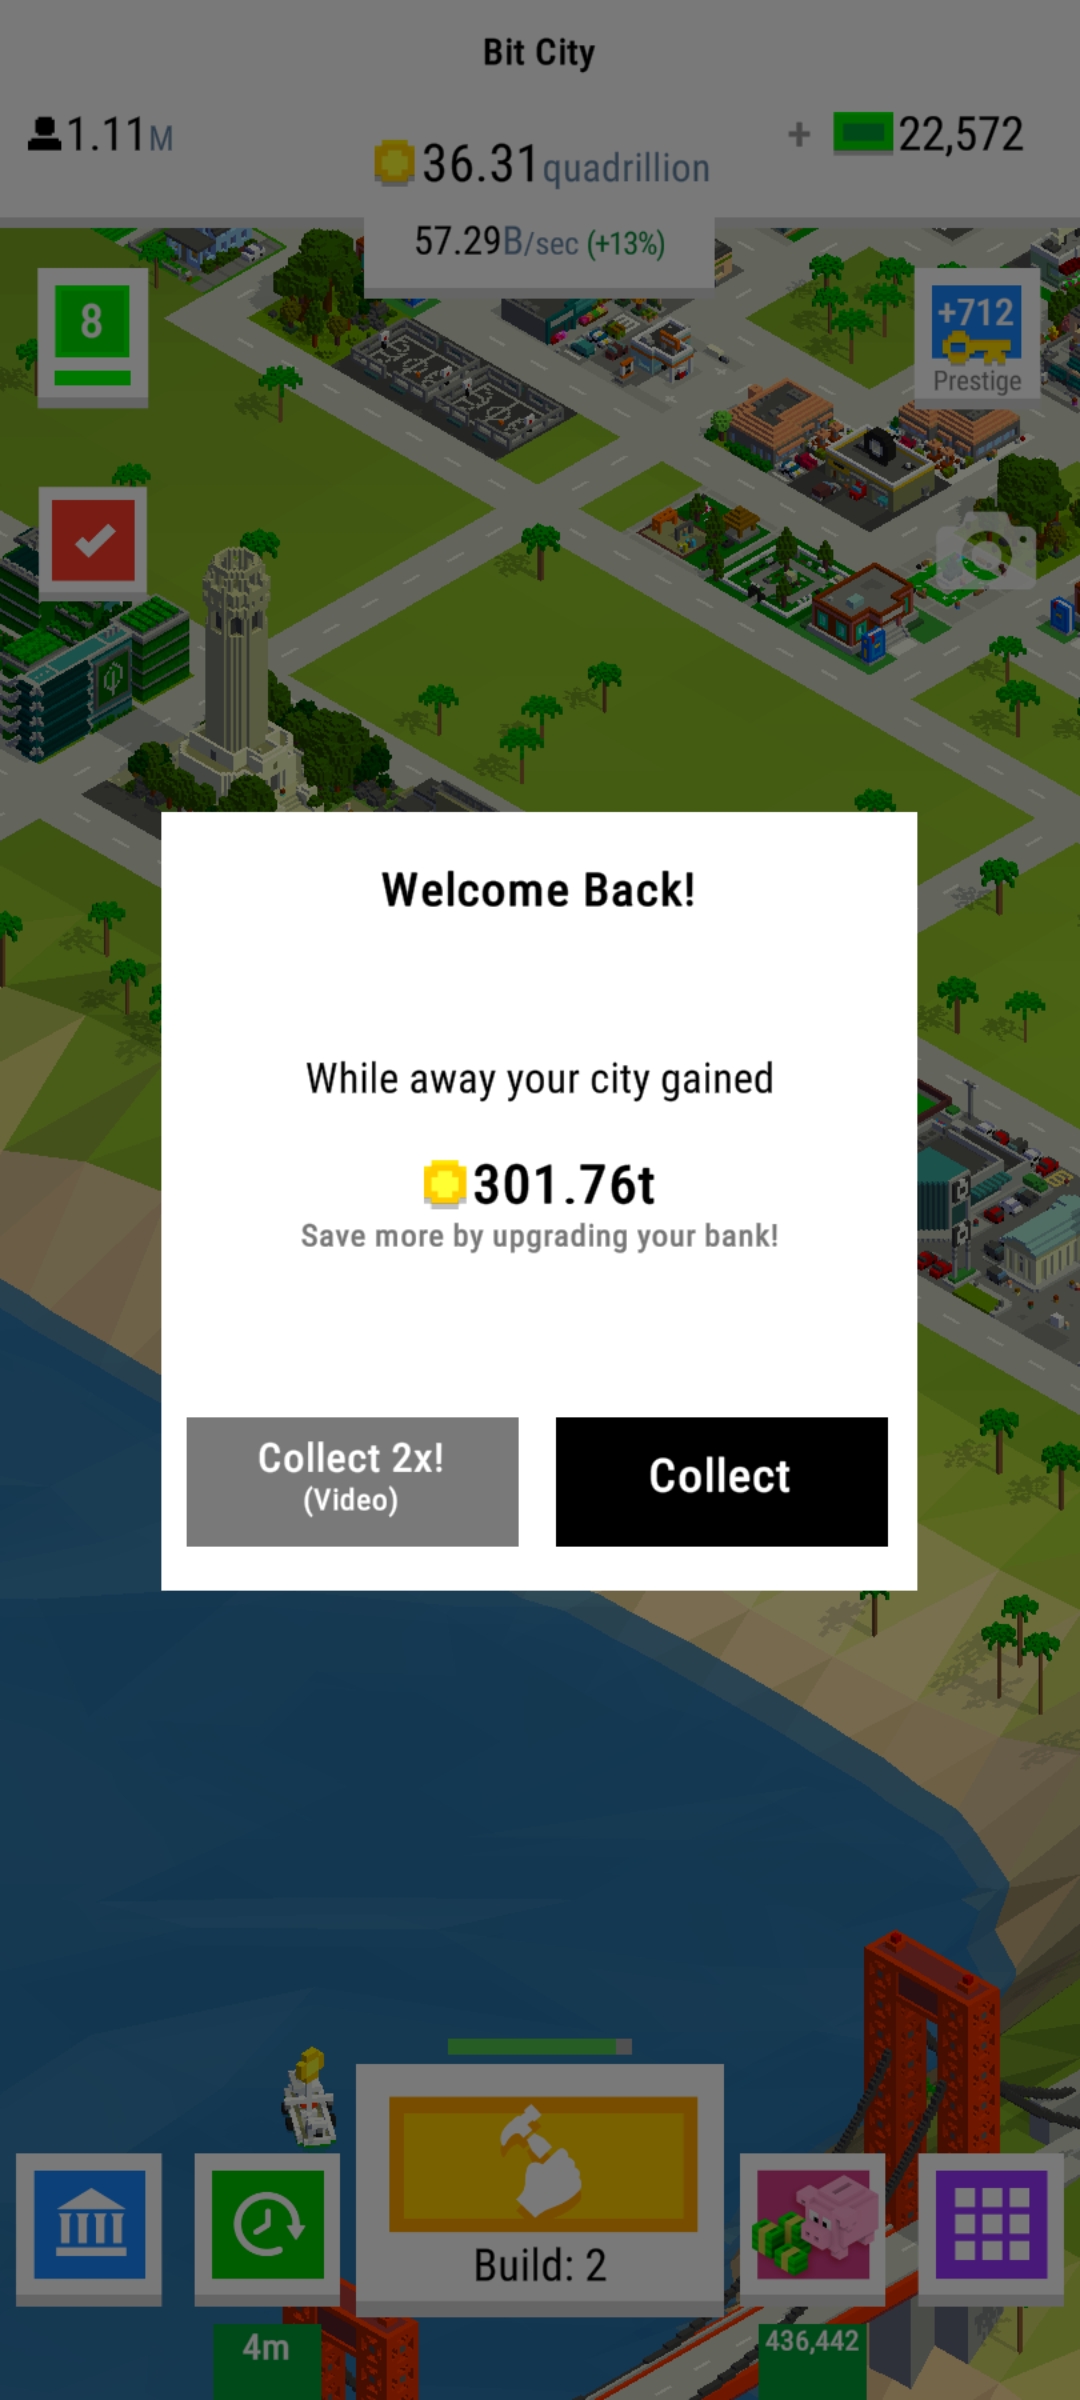 Bit City
1.11M
36.31quadrillion
+ 22,572
57.29B/sec (+13%)
8
+712
Prestige
Welcome Back!
While away your city gained
301.76t
Save more by upgrading your bank!
Collect 2x!
(Video)
Collect
Build: 2
4m
436,442